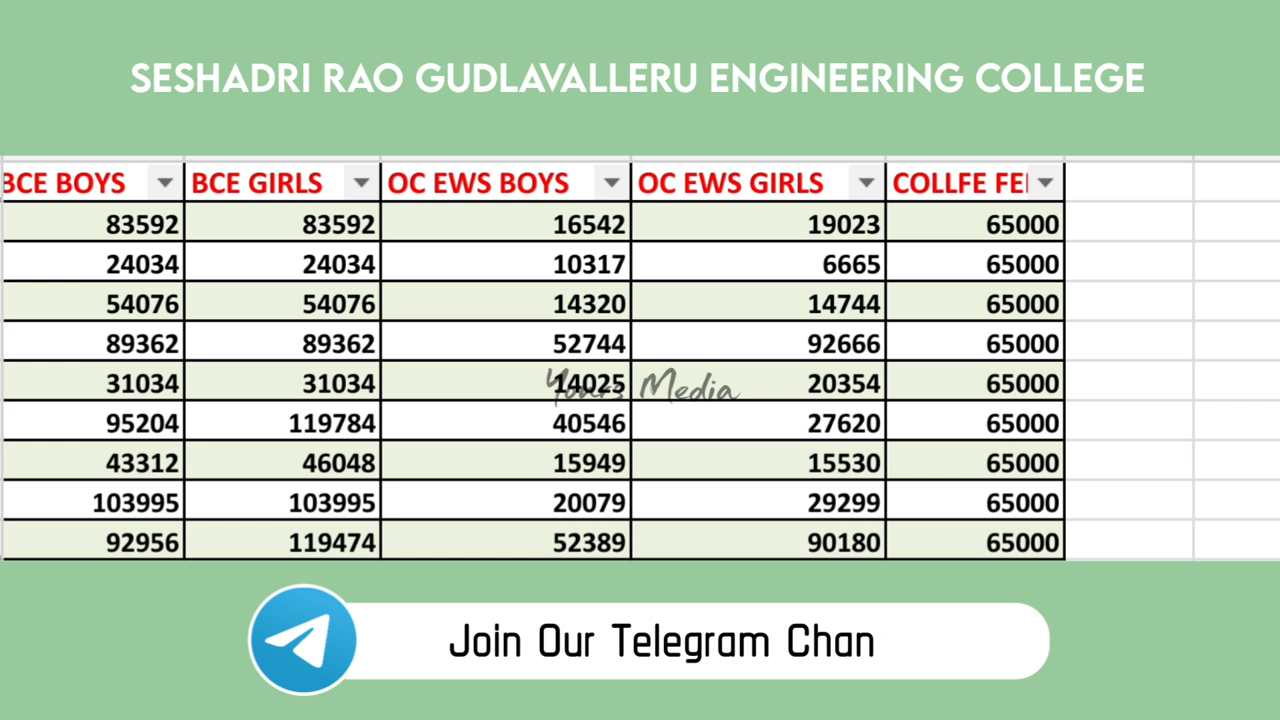 SESHADRI RAO GUDLAVALLERU ENGINEERING COLLEGE
BCE BOYS BCE GIRLS OC EWS BOYS OC EWS GIRLS COLLFE FEI
83592 83592 16542 19023 65000
24034 24034 10317 6665 65000
54076 54076 14320 14744 65000
89362 89362 52744 92666 65000
31034 31034 14025 20354 65000
Yours Media
95204 119784 40546 27620 65000
43312 46048 15949 15530 65000
103995 103995 20079 29299 65000
92956 119474 52389 90180 65000
Join Our Telegram Chan